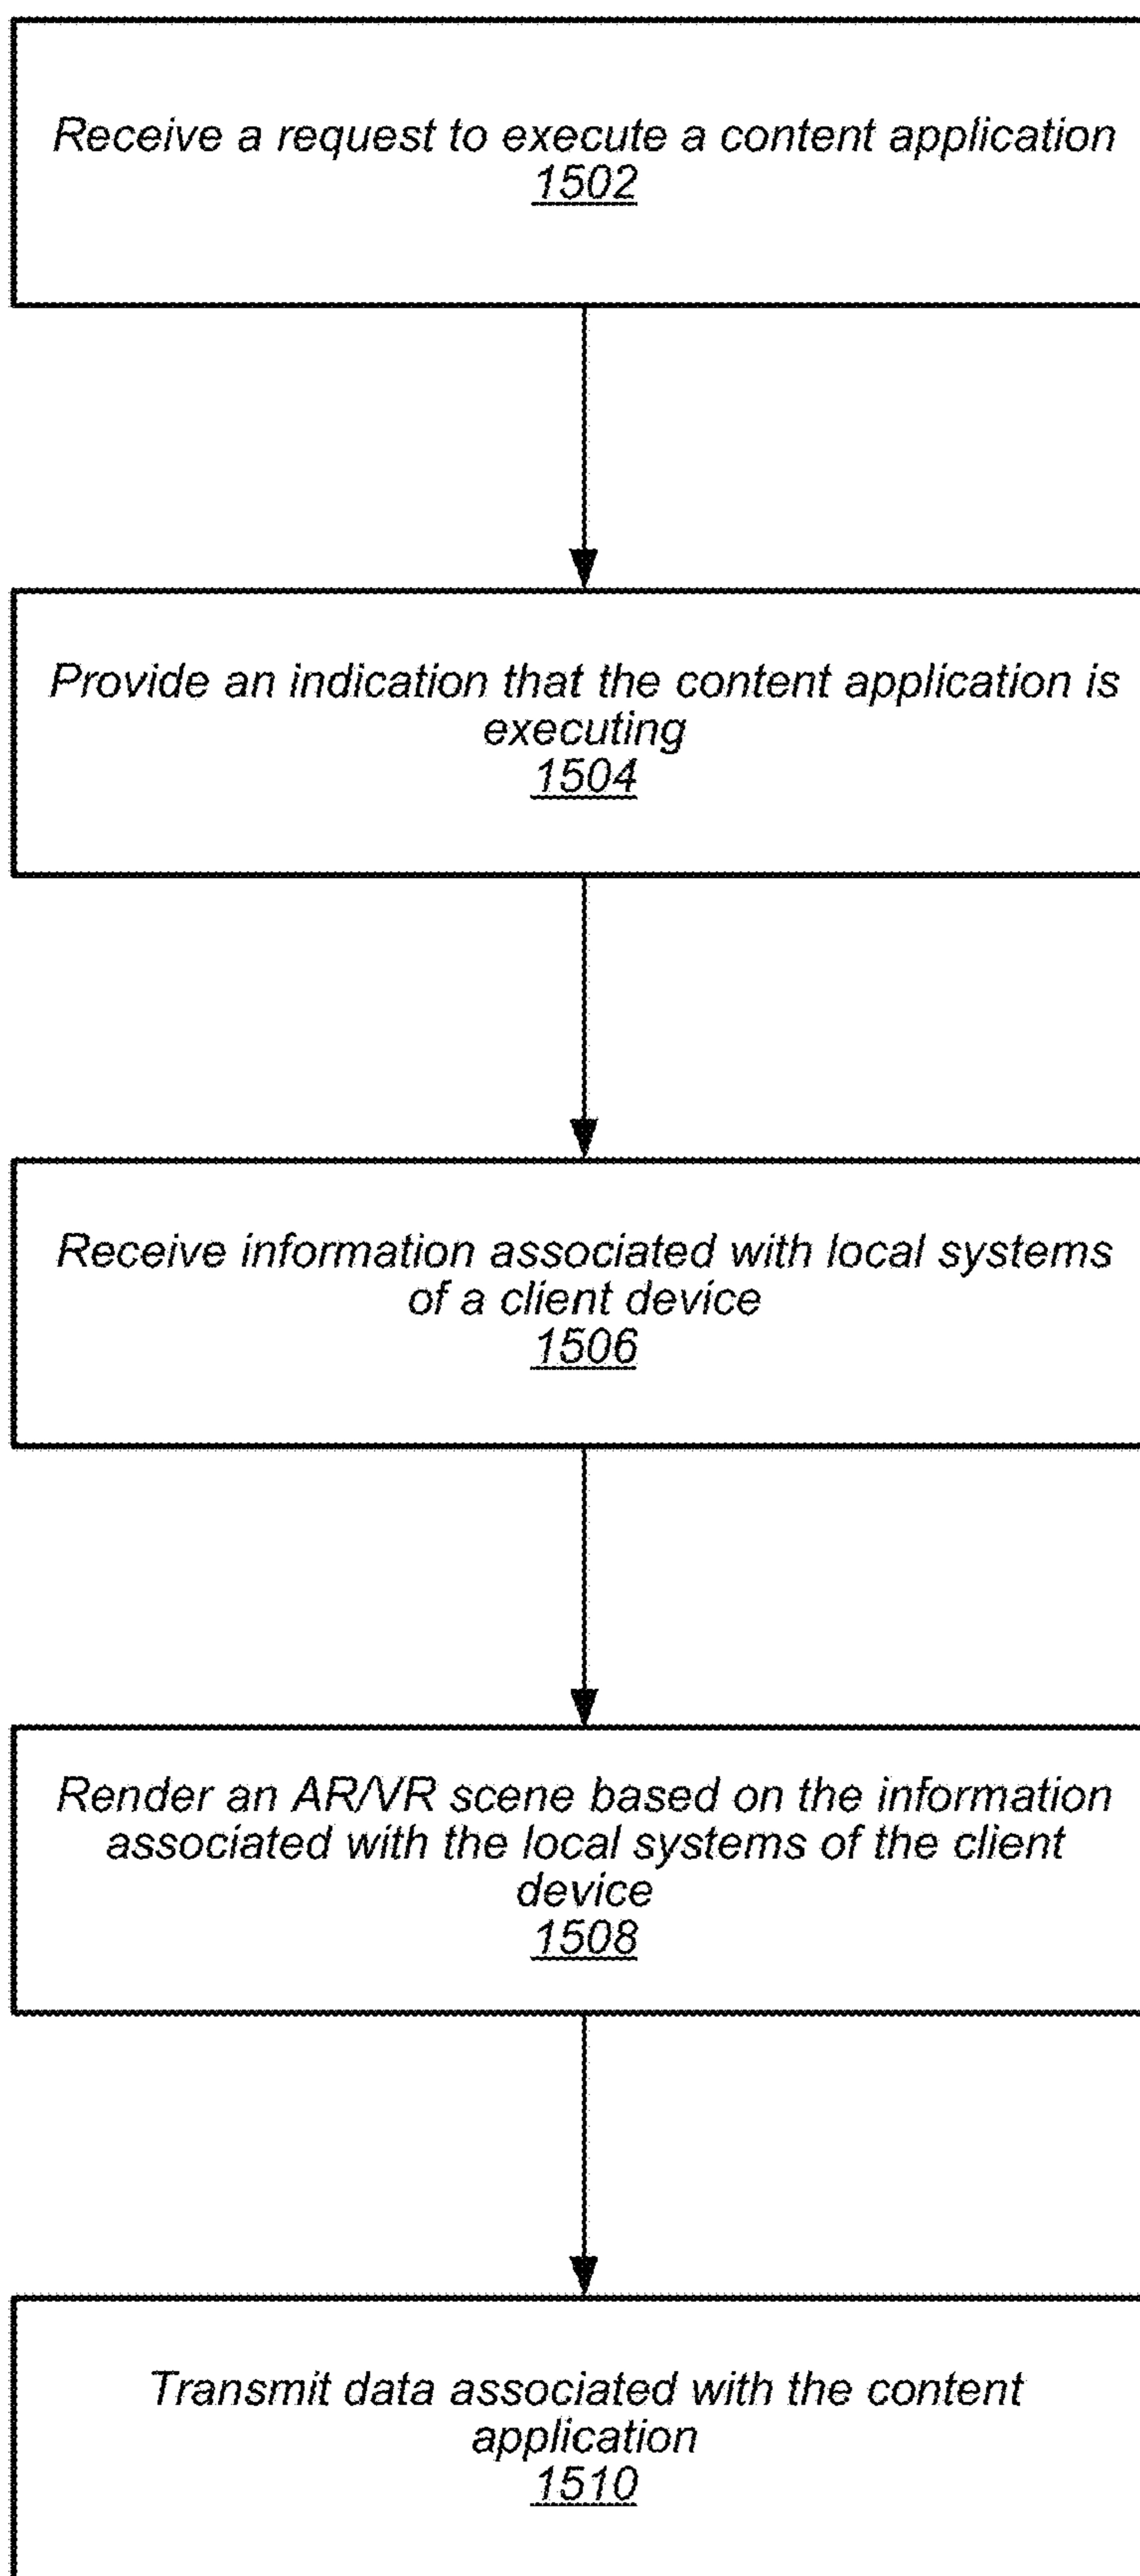 Receive a request to execute a content application
1502
Provide an indication that the content application is
executing
1504
Receive information associated with local systems
of a client device
1506
Render an AR/VR scene based on the information
associated with the local systems of the client
device
1508
Transmit data associated with the content
application
1510